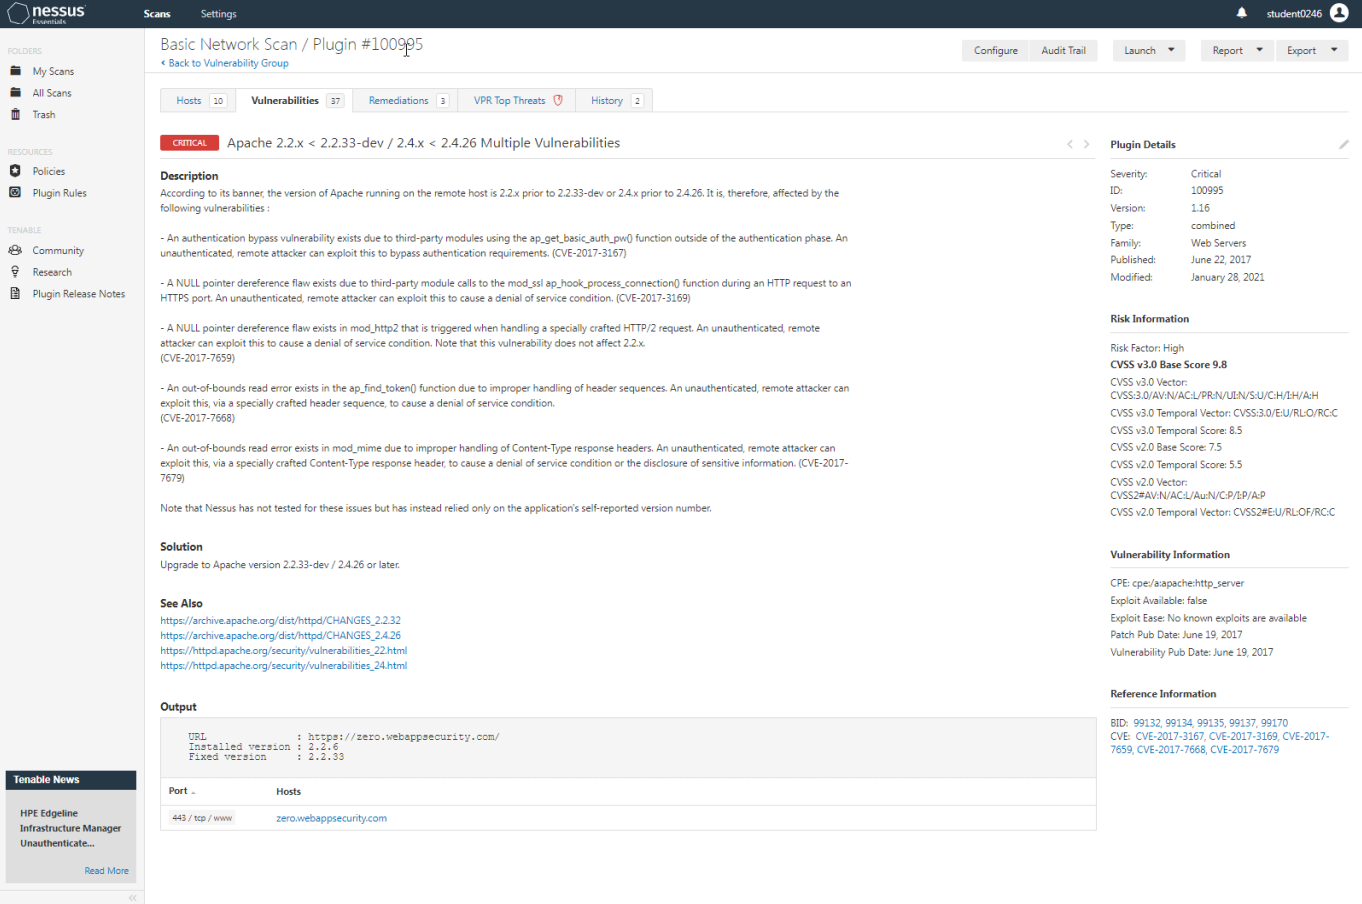 nessus
Essentials
Scans
Settings
student0246
FOLDERS
My Scans
All Scans
Trash
RESOURCES
Policies
Plugin Rules
TENABLE
Community
Research
Plugin Release Notes
Tenable News
HPE Edgeline
Infrastructure Manager
Unauthenticate...
Read More
Basic Network Scan / Plugin #100995
< Back to Vulnerability Group
Configure
Audit Trail
Launch
Report
Export
Hosts 10
Vulnerabilities 37
Remediations 3
VPR Top Threats
History 2
CRITICAL Apache 2.2.x < 2.2.33-dev / 2.4.x < 2.4.26 Multiple Vulnerabilities
Description
According to its banner, the version of Apache running on the remote host is 2.2.x prior to 2.2.33-dev or 2.4.x prior to 2.4.26. It is, therefore, affected by the
following vulnerabilities :
- An authentication bypass vulnerability exists due to third-party modules using the ap_get_basic_auth_pw() function outside of the authentication phase. An
unauthenticated, remote attacker can exploit this to bypass authentication requirements. (CVE-2017-3167)
- A NULL pointer dereference flaw exists due to third-party module calls to the mod_ssl ap_hook_process_connection() function during an HTTP request to an
HTTPS port. An unauthenticated, remote attacker can exploit this to cause a denial of service condition. (CVE-2017-3169)
- A NULL pointer dereference flaw exists in mod_http2 that is triggered when handling a specially crafted HTTP/2 request. An unauthenticated, remote
attacker can exploit this to cause a denial of service condition. Note that this vulnerability does not affect 2.2.x.
(CVE-2017-7659)
- An out-of-bounds read error exists in the ap_find_token() function due to improper handling of header sequences. An unauthenticated, remote attacker can
exploit this, via a specially crafted header sequence, to cause a denial of service condition.
(CVE-2017-7668)
- An out-of-bounds read error exists in mod_mime due to improper handling of Content-Type response headers. An unauthenticated, remote attacker can
exploit this, via a specially crafted Content-Type response header, to cause a denial of service condition or the disclosure of sensitive information. (CVE-2017-
7679)
Note that Nessus has not tested for these issues but has instead relied only on the application's self-reported version number.
Solution
Upgrade to Apache version 2.2.33-dev / 2.4.26 or later.
See Also
https://archive.apache.org/dist/httpd/CHANGES_2.2.32
https://archive.apache.org/dist/httpd/CHANGES_2.4.26
https://httpd.apache.org/security/vulnerabilities_22.html
https://httpd.apache.org/security/vulnerabilities_24.html
Output
URL : https://zero.webappsecurity.com/
Installed version : 2.2.6
Fixed version : 2.2.33
Port Hosts
443 / tcp / www zero.webappsecurity.com
Plugin Details
Severity: Critical
ID: 100995
Version: 1.16
Type: combined
Family: Web Servers
Published: June 22, 2017
Modified: January 28, 2021
Risk Information
Risk Factor: High
CVSS v3.0 Base Score 9.8
CVSS v3.0 Vector:
CVSS:3.0/AV:N/AC:L/PR:N/UI:N/S:U/C:H/I:H/A:H
CVSS v3.0 Temporal Vector: CVSS:3.0/E:U/RL:O/RC:C
CVSS v3.0 Temporal Score: 8.5
CVSS v2.0 Base Score: 7.5
CVSS v2.0 Temporal Score: 5.5
CVSS v2.0 Vector:
CVSS2#AV:N/AC:L/Au:N/C:P/I:P/A:P
CVSS v2.0 Temporal Vector: CVSS2#E:U/RL:OF/RC:C
Vulnerability Information
CPE: cpe:/a:apache:http_server
Exploit Available: false
Exploit Ease: No known exploits are available
Patch Pub Date: June 19, 2017
Vulnerability Pub Date: June 19, 2017
Reference Information
BID: 99132, 99134, 99135, 99137, 99170
CVE: CVE-2017-3167, CVE-2017-3169, CVE-2017-
7659, CVE-2017-7668, CVE-2017-7679